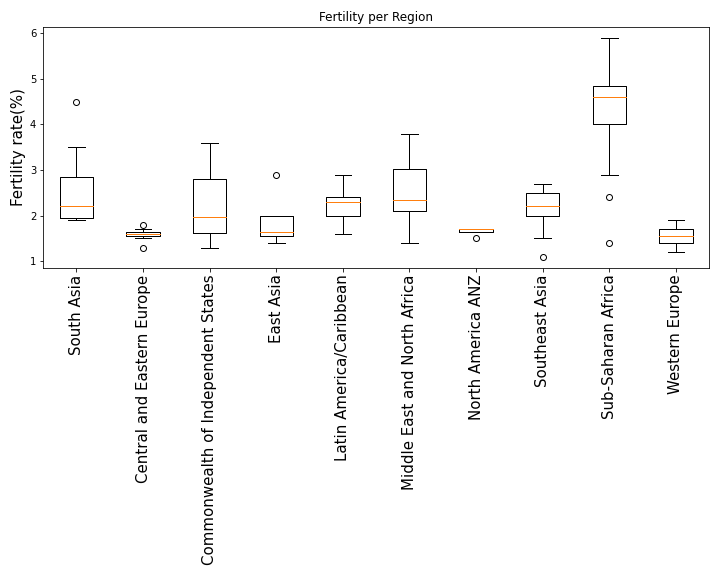 Fertility per Region
Fertility rate(%)
6
5
4
3
2
1
South Asia
Central and Eastern Europe
Commonwealth of Independent States
East Asia
Latin America/Caribbean
Middle East and North Africa
North America ANZ
Southeast Asia
Sub-Saharan Africa
Western Europe